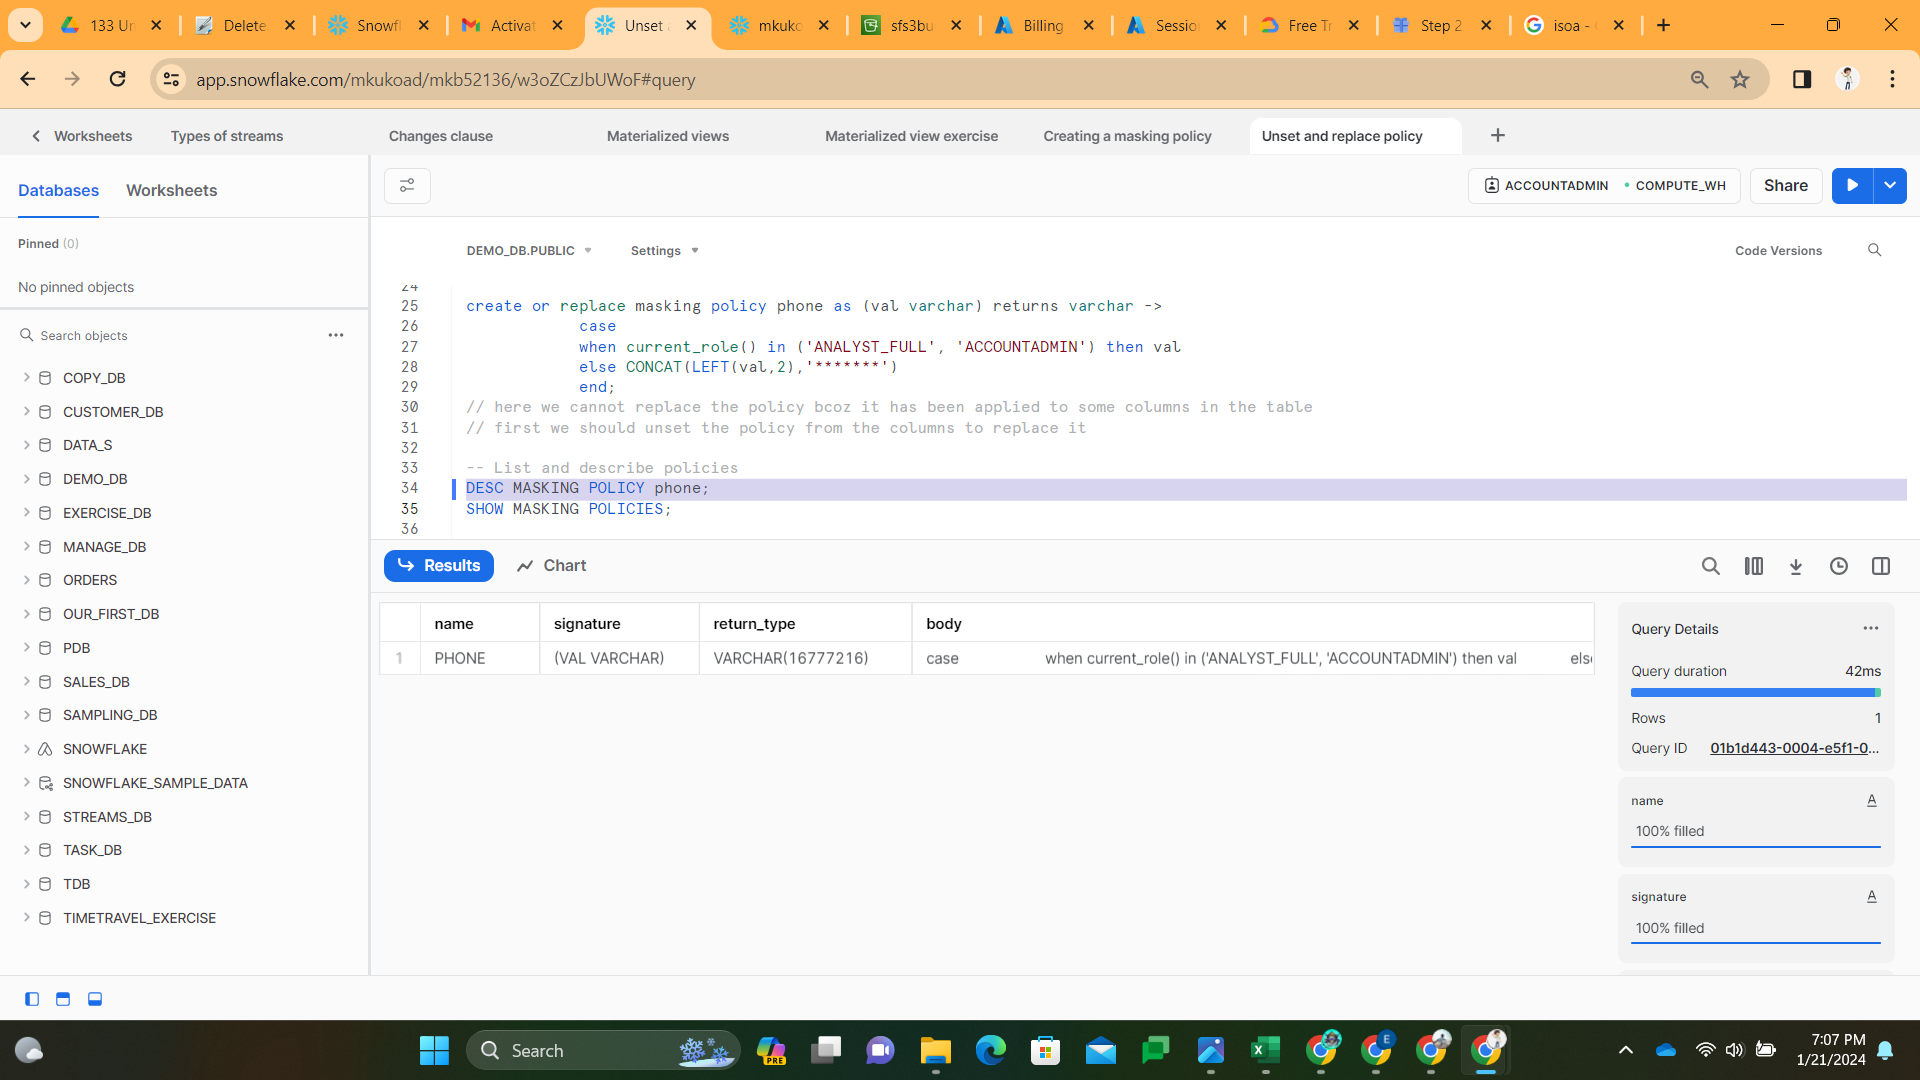 133 Un
Delete
Snowfl
Activat
Unset a
mkuko
sfs3bu
Billing
Sessio
Free Tr
Step 2
isoa -
app.snowflake.com/mkukoad/mkb52136/w3oZCzJbUWoF#query
Worksheets
Types of streams
Changes clause
Materialized views
Materialized view exercise
Creating a masking policy
Unset and replace policy
Databases
Worksheets
ACCOUNTADMIN
COMPUTE_WH
Share
Pinned (0)
No pinned objects
DEMO_DB.PUBLIC
Settings
Code Versions
Search objects
COPY_DB
CUSTOMER_DB
DATA_S
DEMO_DB
EXERCISE_DB
MANAGE_DB
ORDERS
OUR_FIRST_DB
PDB
SALES_DB
SAMPLING_DB
SNOWFLAKE
SNOWFLAKE_SAMPLE_DATA
STREAMS_DB
TASK_DB
TDB
TIMETRAVEL_EXERCISE
24
25 create or replace masking policy phone as (val varchar) returns varchar ->
26 case
27 when current_role() in ('ANALYST_FULL', 'ACCOUNTADMIN') then val
28 else CONCAT(LEFT(val,2),'*******')
29 end;
30 // here we cannot replace the policy bcoz it has been applied to some columns in the table
31 // first we should unset the policy from the columns to replace it
32
33 -- List and describe policies
34 DESC MASKING POLICY phone;
35 SHOW MASKING POLICIES;
36
Results
Chart
name signature return_type body
1 PHONE (VAL VARCHAR) VARCHAR(16777216) case when current_role() in ('ANALYST_FULL', 'ACCOUNTADMIN') then val els
Query Details
Query duration 42ms
Rows 1
Query ID 01b1d443-0004-e5f1-0...
name A
100% filled
signature A
100% filled
Search
PRE
E
7:07 PM
1/21/2024